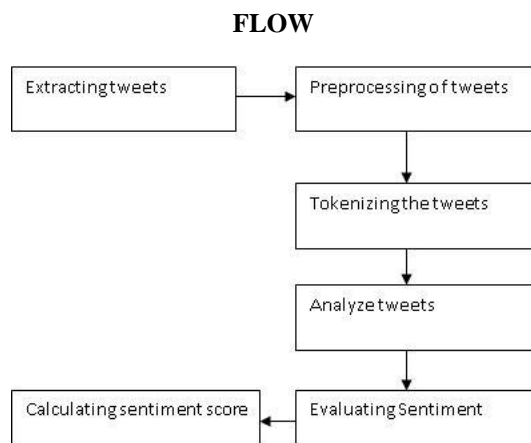 FLOW
Extracting tweets
Preprocessing of tweets
Tokenizing the tweets
Analyze tweets
Evaluating Sentiment
Calculating sentiment score